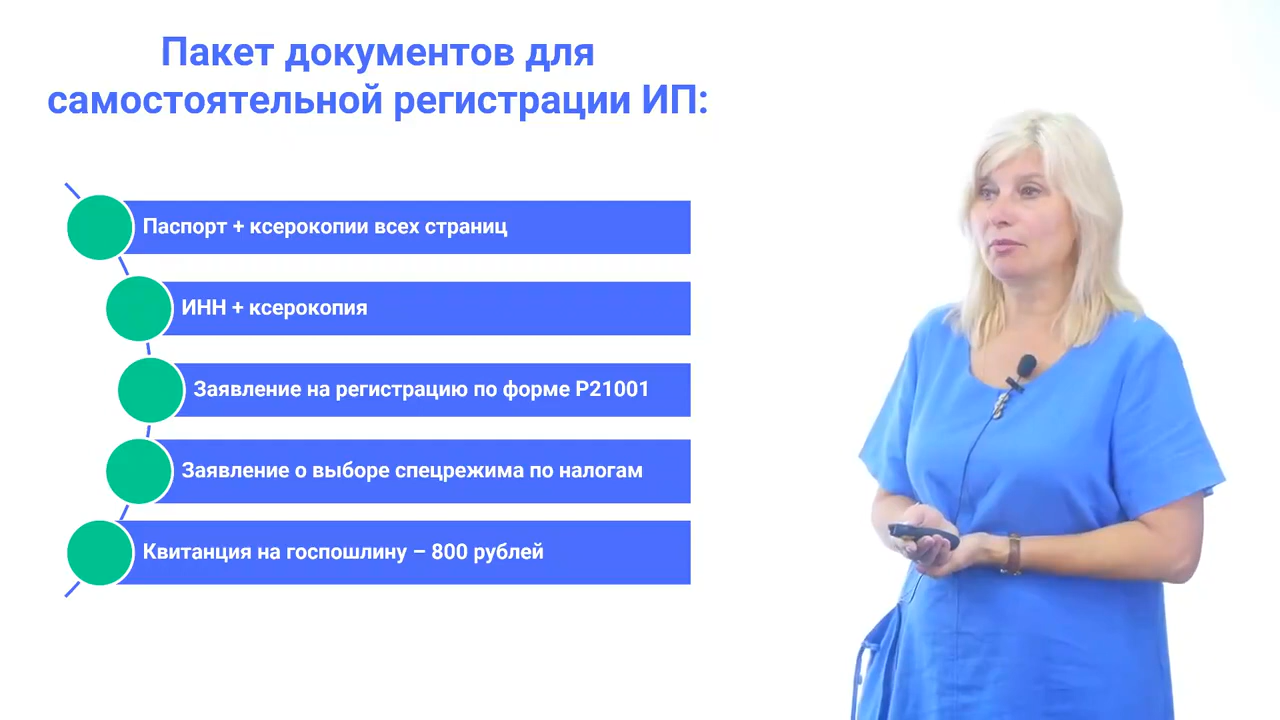 Пакет документов для
самостоятельной регистрации ИП:
Паспорт + ксерокопии всех страниц
ИНН + ксерокопия
Заявление на регистрацию по форме Р21001
Заявление о выборе спецрежима по налогам
Квитанция на госпошлину – 800 рублей